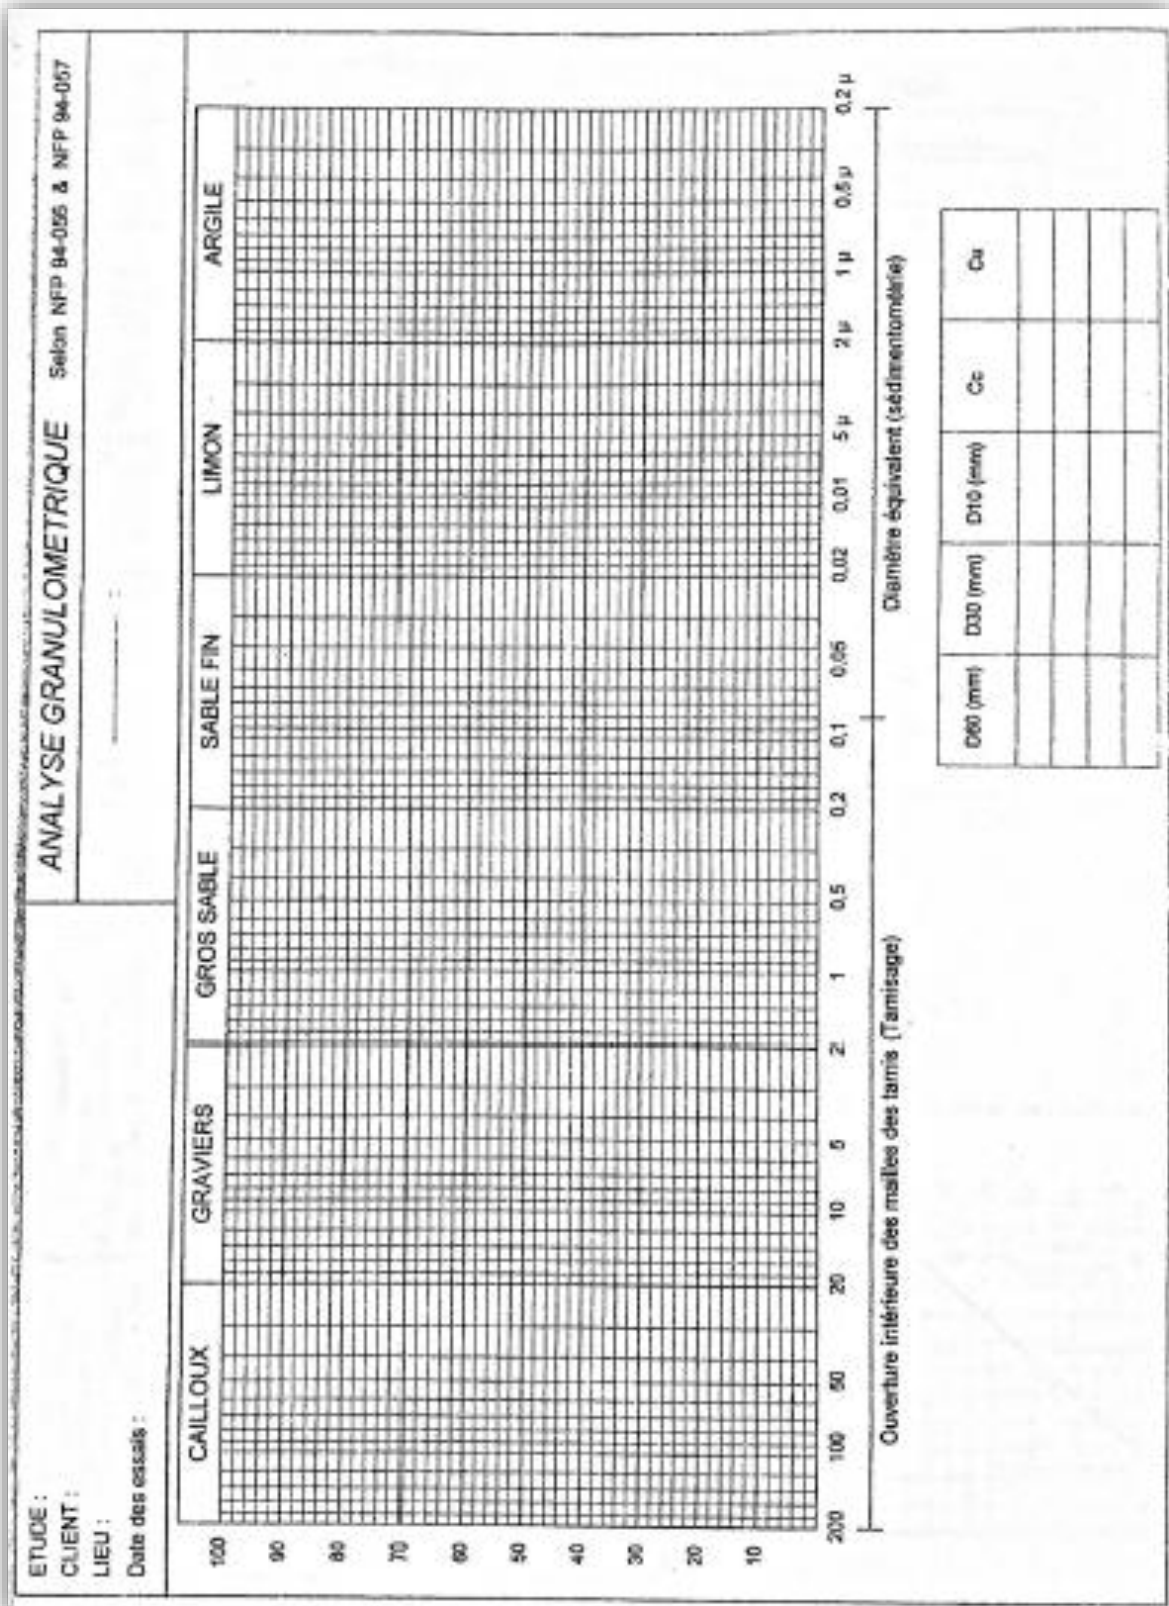 ETUDE :
CLIENT :
LIEU :
Date des essais :
ANALYSE GRANULOMETRIQUE Selon NFP 94-056 & NFP 94-057
:
CAILLOUX GRAVIERS GROS SABLE SABLE FIN LIMON ARGILE
100
90
80
70
60
50
40
30
20
10
200 100 50 20 10 5 2 1 0,5 0,2 0,1 0,05 0,02 0,01 5 µ 2 µ 1 µ 0,5 µ 0,2 µ
Ouverture intérieure des mailles des tamis (Tamisage) Diamètre équivalent (sédimentométrie)
D60 (mm) D30 (mm) D10 (mm) Cc Cu